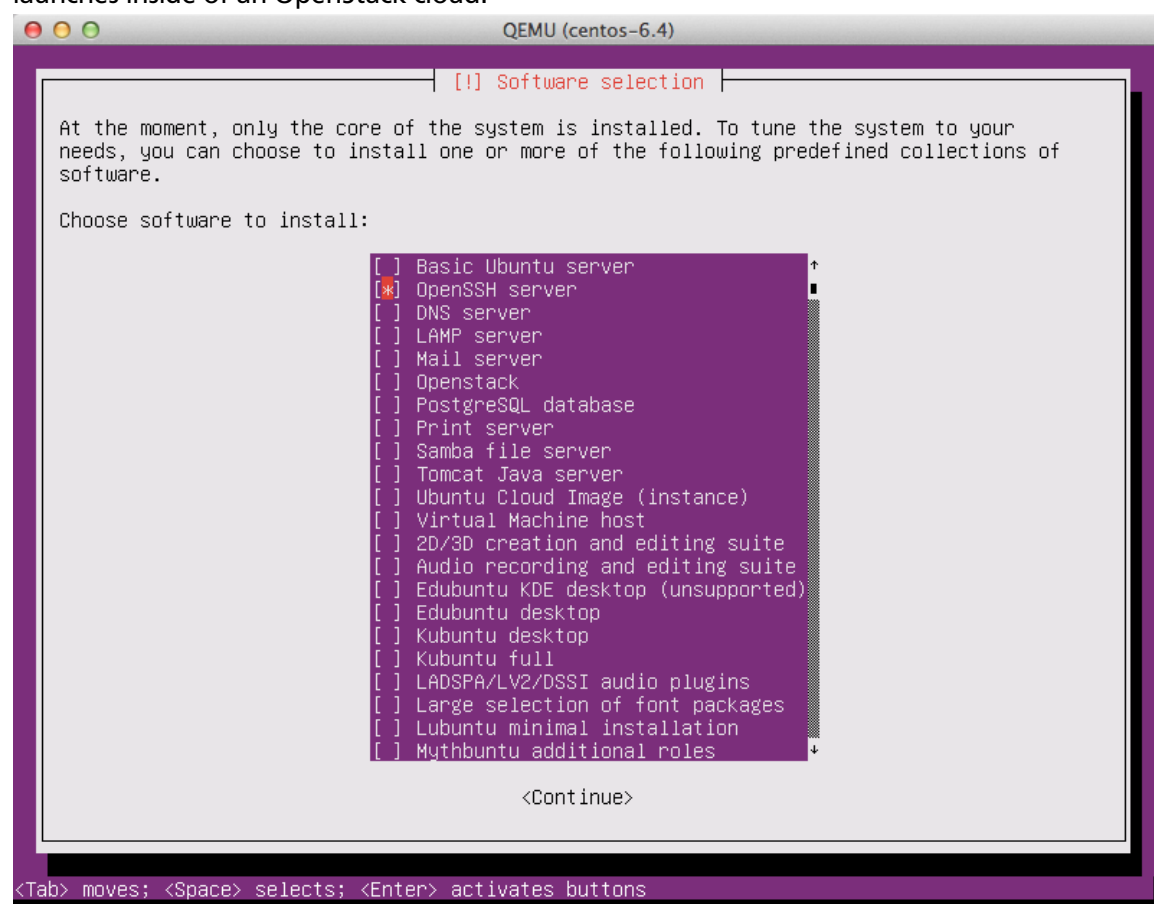 launches inside of an OpenStack cloud.
QEMU (centos-6.4)
[!] Software selection
At the moment, only the core of the system is installed. To tune the system to your
needs, you can choose to install one or more of the following predefined collections of
software.
Choose software to install:
[ ] Basic Ubuntu server
[*] OpenSSH server
[ ] DNS server
[ ] LAMP server
[ ] Mail server
[ ] Openstack
[ ] PostgreSQL database
[ ] Print server
[ ] Samba file server
[ ] Tomcat Java server
[ ] Ubuntu Cloud Image (instance)
[ ] Virtual Machine host
[ ] 2D/3D creation and editing suite
[ ] Audio recording and editing suite
[ ] Edubuntu KDE desktop (unsupported)
[ ] Edubuntu desktop
[ ] Kubuntu desktop
[ ] Kubuntu full
[ ] LADSPA/LV2/DSSI audio plugins
[ ] Large selection of font packages
[ ] Lubuntu minimal installation
[ ] Mythbuntu additional roles
<Continue>
<Tab> moves; <Space> selects; <Enter> activates buttons